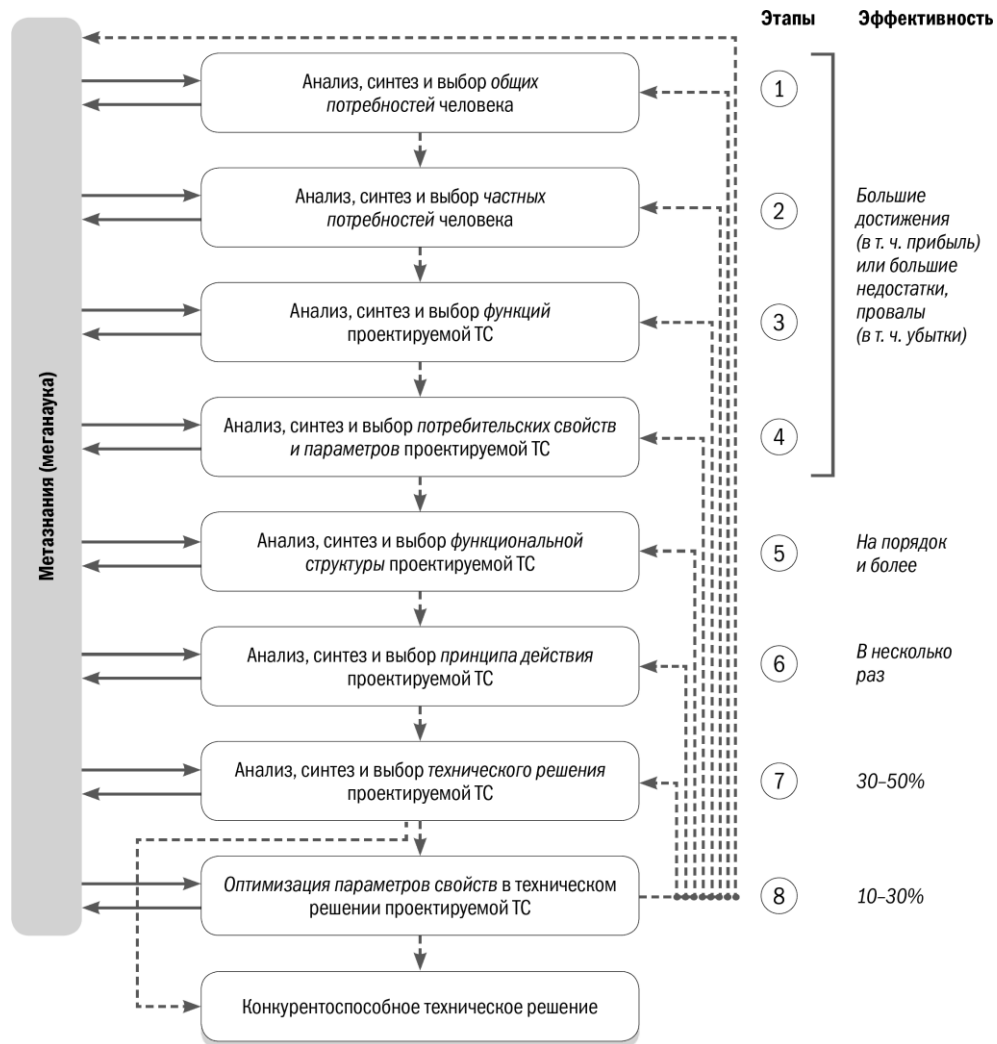 Этапы
Эффективность
Метазнания (меганаука)
Анализ, синтез и выбор общих
потребностей человека
1
Анализ, синтез и выбор частных
потребностей человека
2
Большие
достижения
(в т. ч. прибыль)
или большие
недостатки,
провалы
(в т. ч. убытки)
Анализ, синтез и выбор функций
проектируемой ТС
3
Анализ, синтез и выбор потребительских свойств
и параметров проектируемой ТС
4
Анализ, синтез и выбор функциональной
структуры проектируемой ТС
5
На порядок
и более
Анализ, синтез и выбор принципа действия
проектируемой ТС
6
В несколько
раз
Анализ, синтез и выбор технического решения
проектируемой ТС
7
30–50%
Оптимизация параметров свойств в техническом
решении проектируемой ТС
8
10–30%
Конкурентоспособное техническое решение